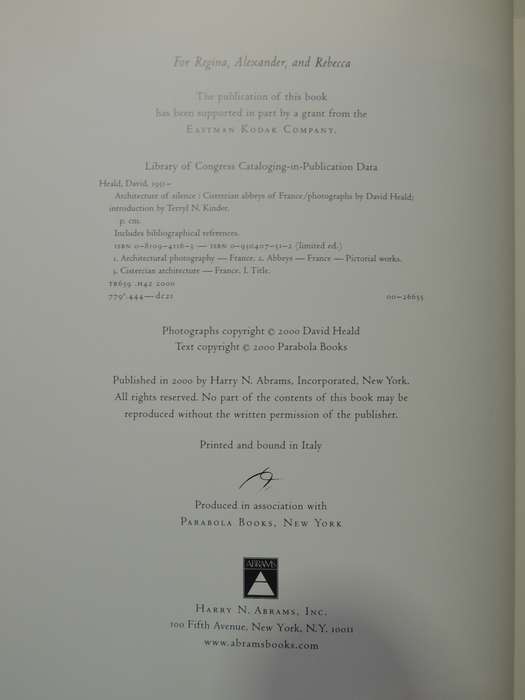 For Regina, Alexander, and Rebecca
The publication of this book
has been supported in part by a grant from the
EASTMAN KODAK COMPANY.
Library of Congress Cataloging-in-Publication Data
Heald, David, 1951–
Architecture of silence : Cistercian abbeys of France/photographs by David Heald;
introduction by Terryl N. Kinder.
p. cm.
Includes bibliographical references.
ISBN 0-8109-4116-5 — ISBN 0-930407-51-2 (limited ed.)
1. Architectural photography — France. 2. Abbeys — France — Pictorial works.
3. Cistercian architecture — France. I. Title.
TR659 .H42 2000
779'.444—dc21 00-26655
Photographs copyright © 2000 David Heald
Text copyright © 2000 Parabola Books
Published in 2000 by Harry N. Abrams, Incorporated, New York.
All rights reserved. No part of the contents of this book may be
reproduced without the written permission of the publisher.
Printed and bound in Italy
Produced in association with
PARABOLA BOOKS, NEW YORK
ABRAMS
HARRY N. ABRAMS, INC.
100 Fifth Avenue, New York, N.Y. 10011
www.abramsbooks.com